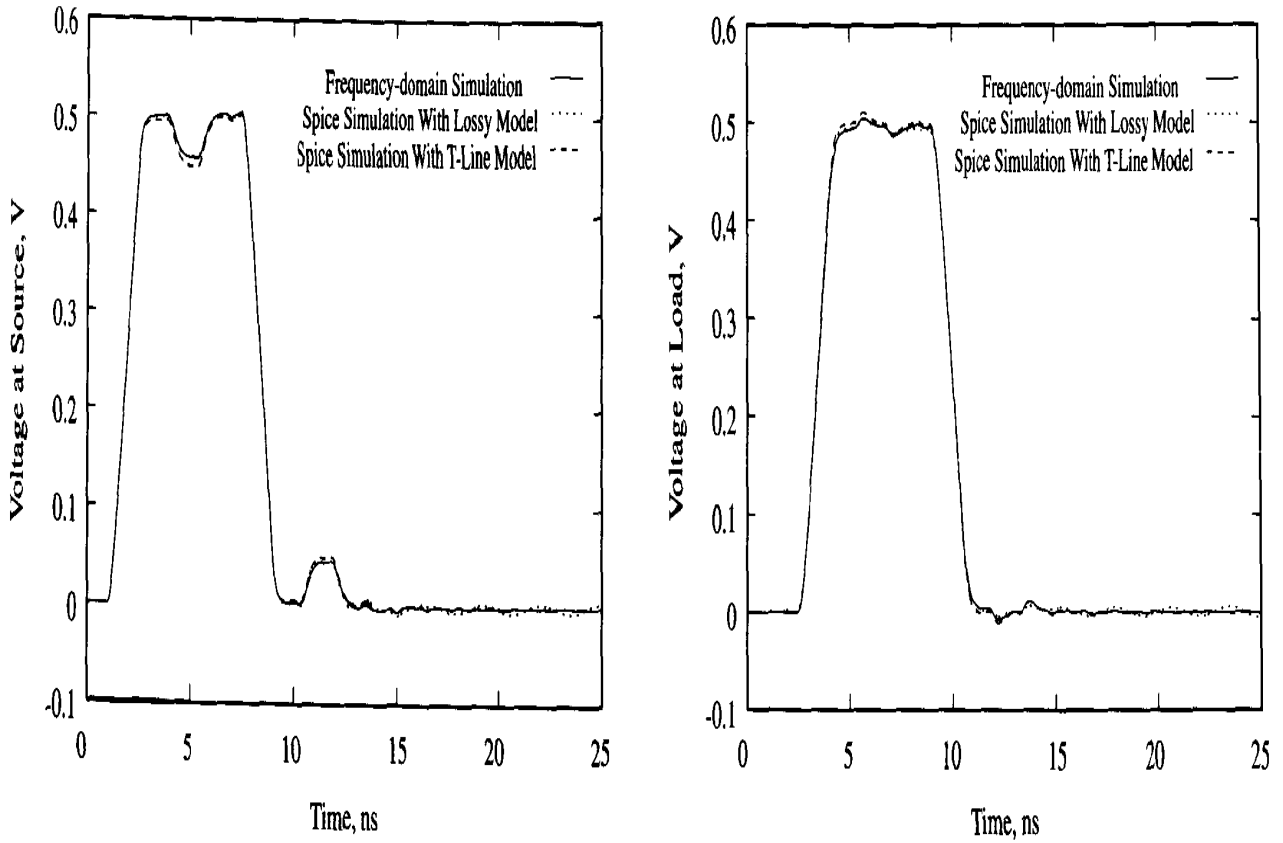 0.6
0.5
0.4
0.3
0.2
0.1
0
-0.1
0
5
10
15
20
25
Voltage at Source, V
Time, ns
Frequency-domain Simulation
Spice Simulation With Lossy Model
Spice Simulation With T-Line Model
0.6
0.5
0.4
0.3
0.2
0.1
0
-0.1
0
5
10
15
20
25
Voltage at Load, V
Time, ns
Frequency-domain Simulation
Spice Simulation With Lossy Model
Spice Simulation With T-Line Model